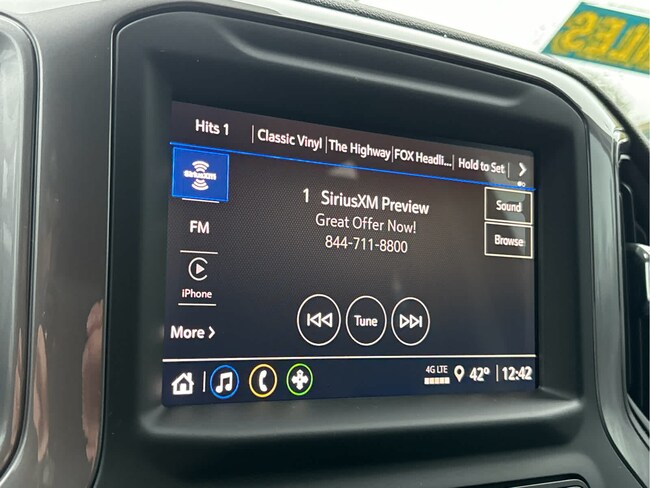 MILES
Hits 1
Classic Vinyl
The Highway
FOX Headli...
Hold to Set
SiriusXM
1 SiriusXM Preview
Great Offer Now!
844-711-8800
Sound
Browse
FM
iPhone
More
Tune
4G LTE
42°
12:42